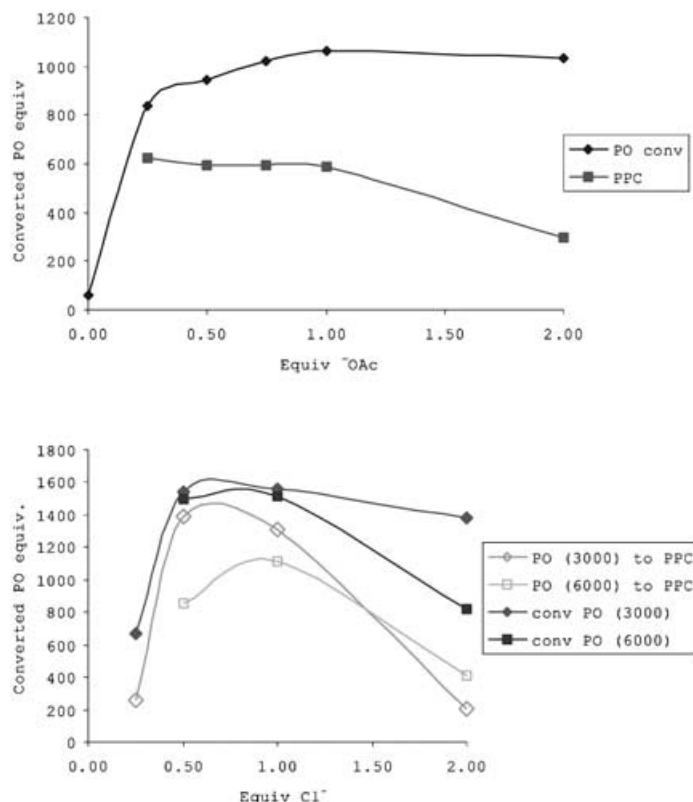 1200
1000
800
600
400
200
0
Converted PO equiv
0.00 0.50 1.00 1.50 2.00
Equiv ⁻OAc
PO conv
PPC
1800
1600
1400
1200
1000
800
600
400
200
0
Converted PO equiv.
0.00 0.50 1.00 1.50 2.00
Equiv Cl⁻
PO (3000) to PPC
PO (6000) to PPC
conv PO (3000)
conv PO (6000)